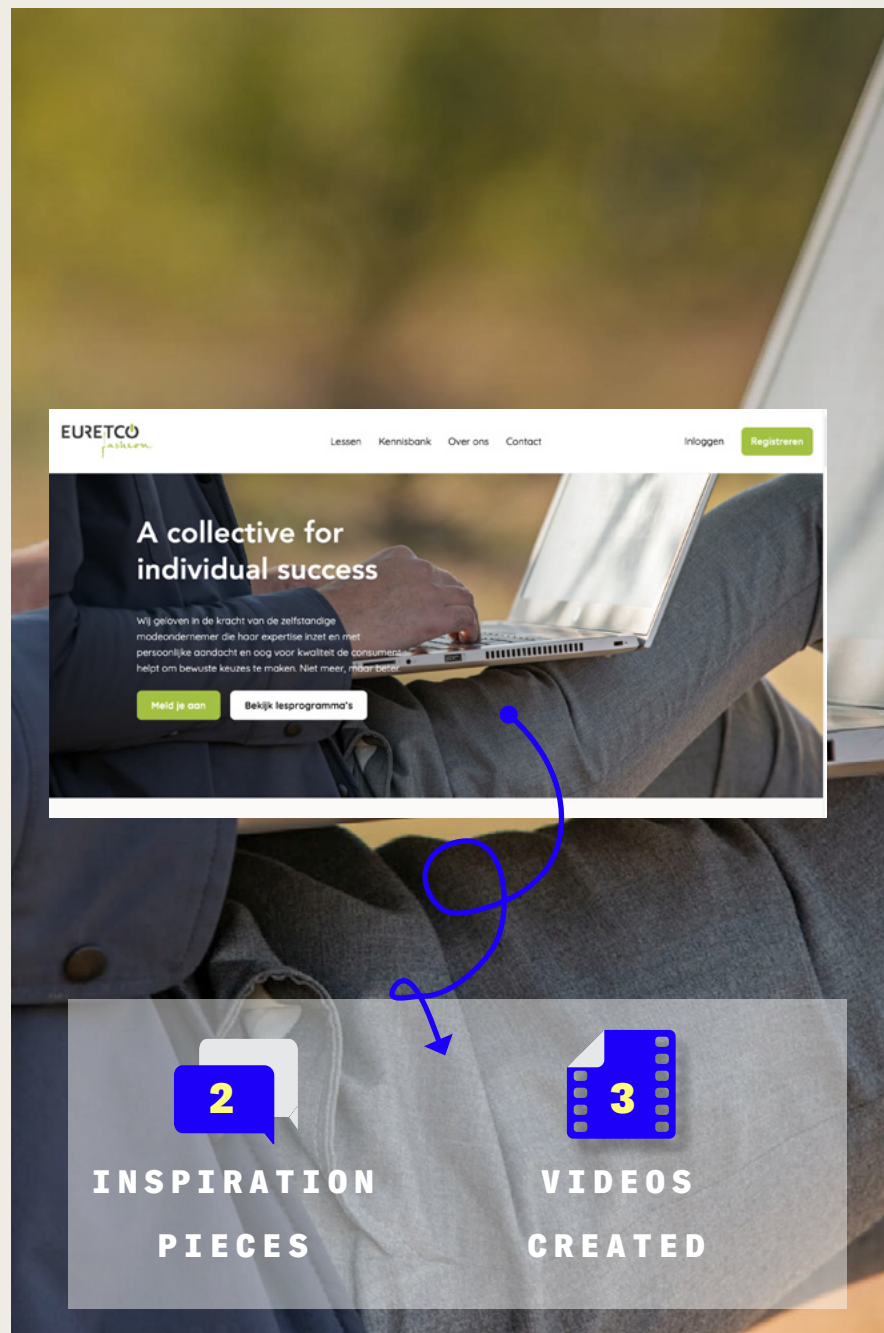 EURETCO
fashion
Lessen Kennisbank Over ons Contact Inloggen Registreren
A collective for
individual success
Wij geloven in de kracht van de zelfstandige
modeondernemer die haar expertise inzet en met
persoonlijke aandacht en oog voor kwaliteit de consument
helpt om bewuste keuzes te maken. Niet meer, maar beter.
Meld je aan Bekijk lesprogramma's
2 3
INSPIRATION VIDEOS
PIECES CREATED